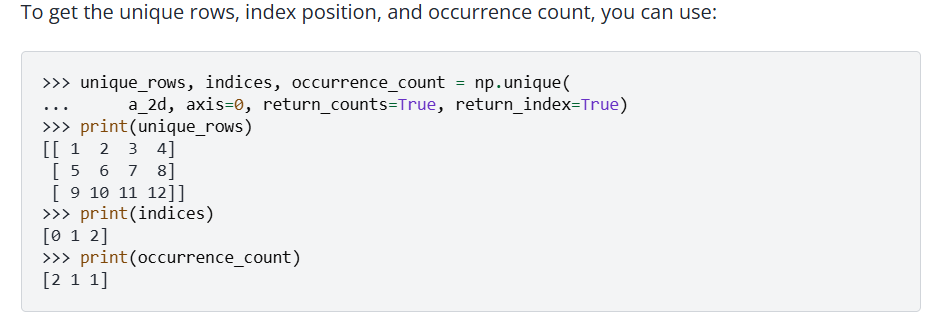 To get the unique rows, index position, and occurrence count, you can use:
>>> unique_rows, indices, occurrence_count = np.unique(
...      a_2d, axis=0, return_counts=True, return_index=True)
>>> print(unique_rows)
[[ 1  2  3  4]
 [ 5  6  7  8]
 [ 9 10 11 12]]
>>> print(indices)
[0 1 2]
>>> print(occurrence_count)
[2 1 1]